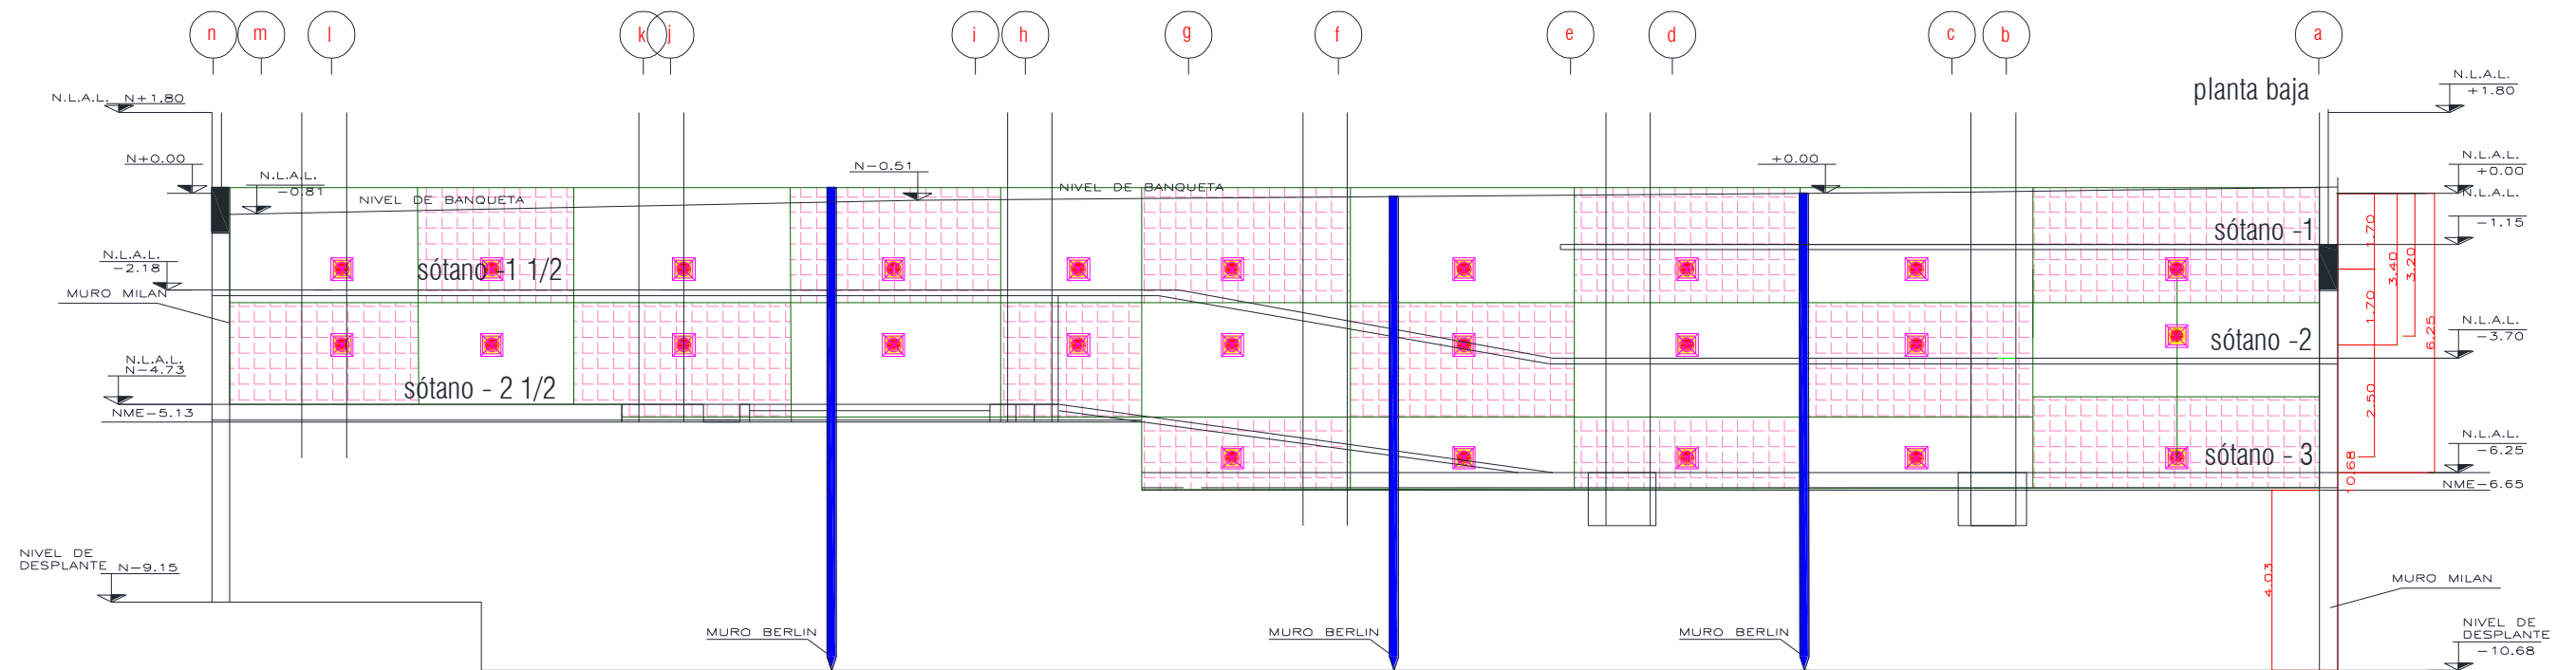 n m l k j i h g f e d c b a
planta baja
N.L.A.L. N+1.80
N.L.A.L.
+1.80
N+0.00
N.L.A.L.
-0.81
NIVEL DE BANQUETA
N-0.51
NIVEL DE BANQUETA
+0.00
N.L.A.L.
+0.00
N.L.A.L.
-1.15
sótano -1
1.70
3.40
3.20
N.L.A.L.
-2.18
sótano -1 1/2
MURO MILAN
1.70
6.25
sótano -2
N.L.A.L.
-3.70
N.L.A.L.
N-4.73
sótano - 2 1/2
NME-5.13
2.50
sótano - 3
10.68
N.L.A.L.
-6.25
NME-6.65
NIVEL DE
DESPLANTE N-9.15
4.03
MURO MILAN
MURO BERLIN
MURO BERLIN
MURO BERLIN
NIVEL DE
DESPLANTE
-10.68